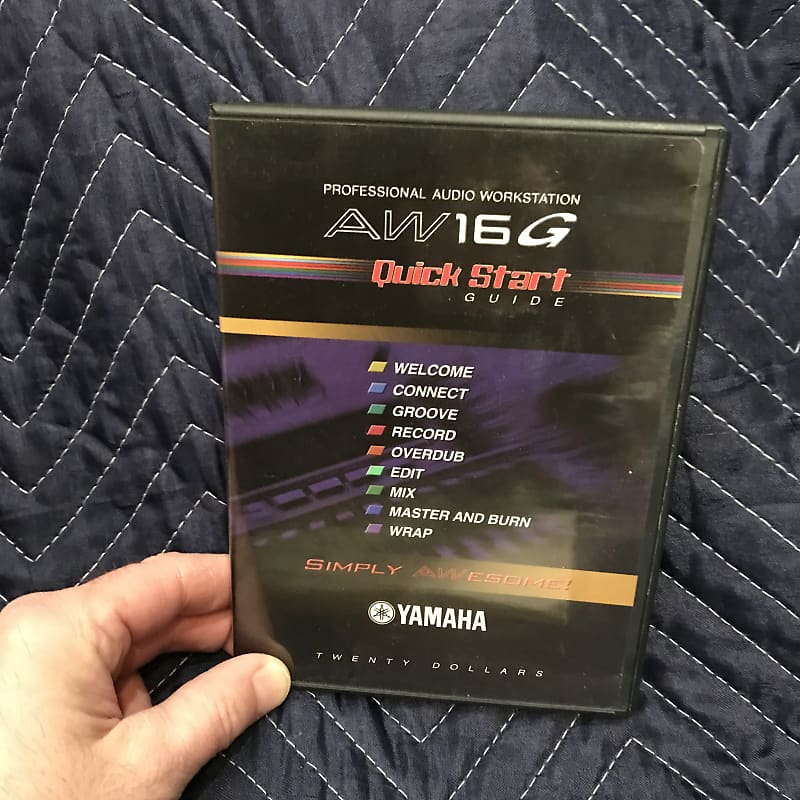 PROFESSIONAL AUDIO WORKSTATION
AW16G
Quick Start
GUIDE
WELCOME
CONNECT
GROOVE
RECORD
OVERDUB
EDIT
MIX
MASTER AND BURN
WRAP
SIMPLY AWESOME!
YAMAHA
TWENTY DOLLARS